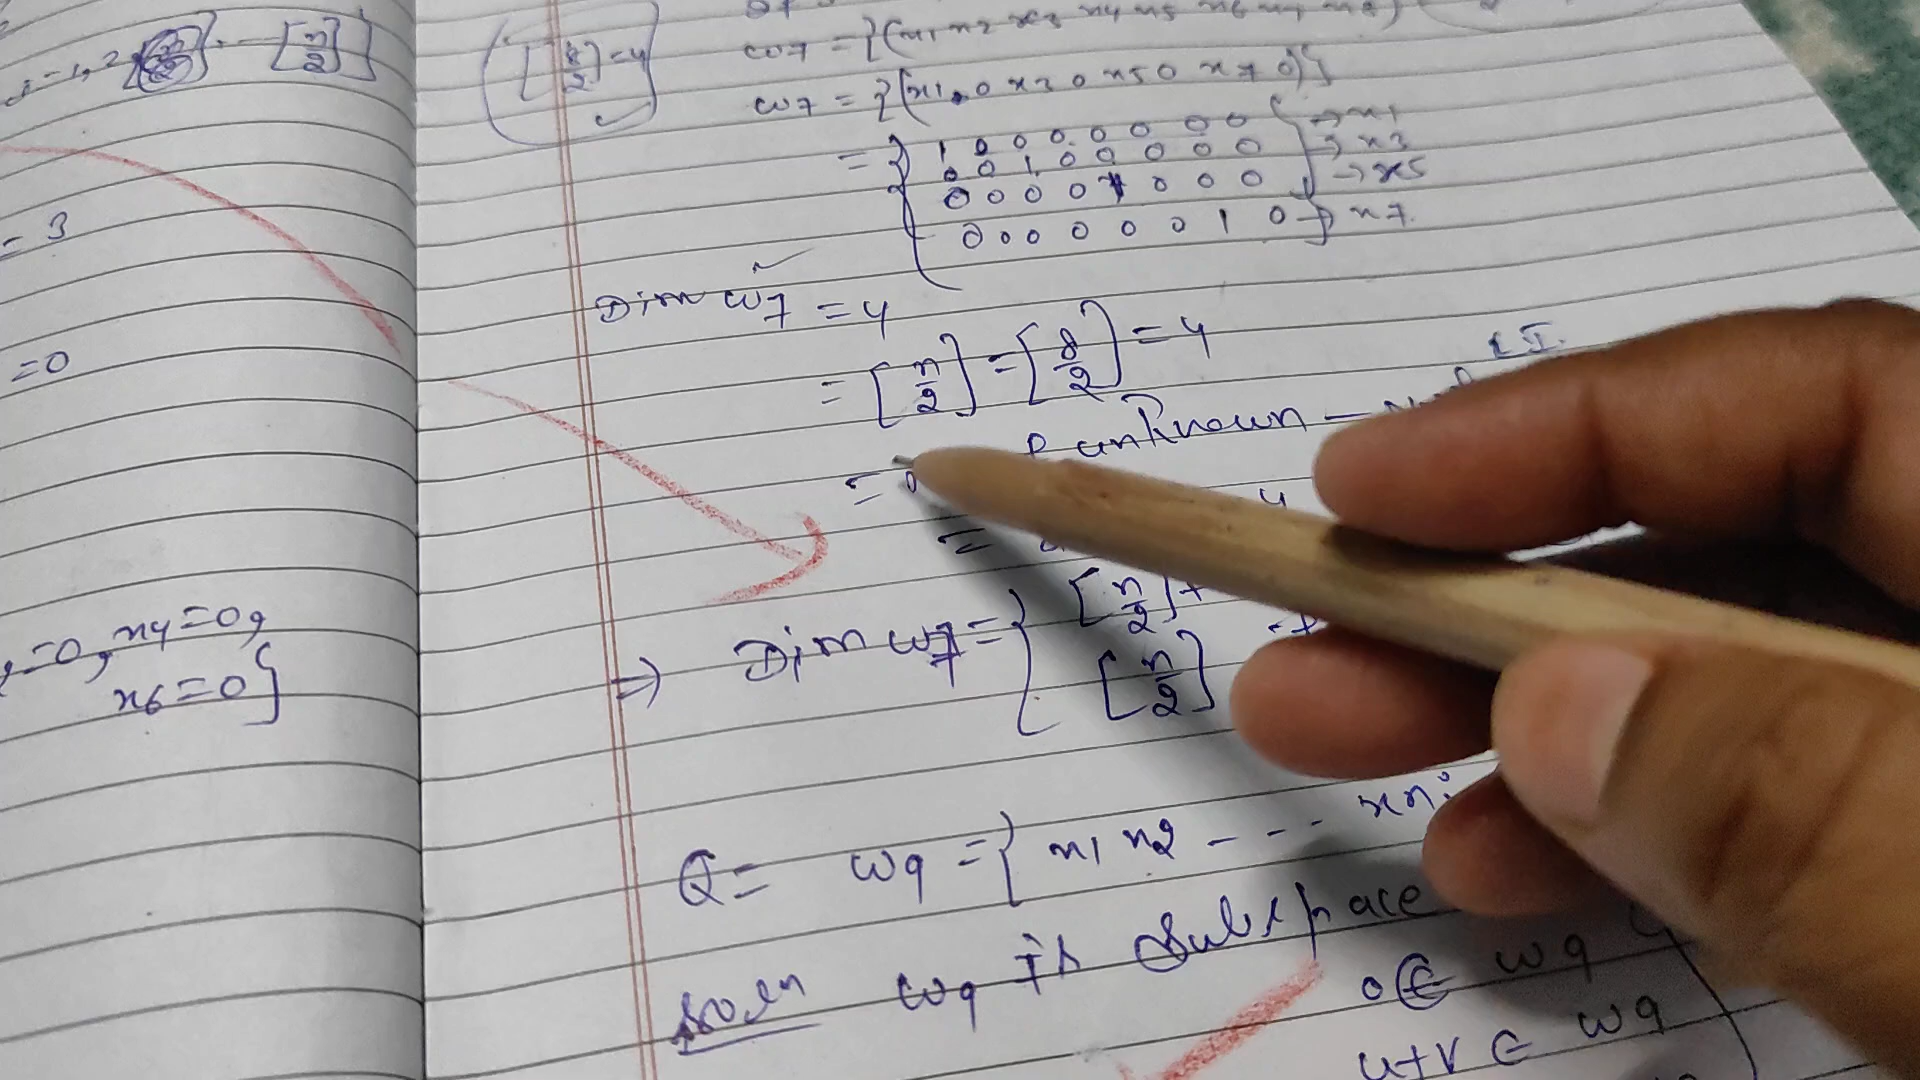 i=1,2 ... [n/2]}
= 3
=0
=0, x4=0,
x6=0}
[8/2]=4
w7 = {(x1 x2 x3 x4 x5 x6 x7 x8)
w7 = {(x1, 0 x3 0 x5 0 x7 0)}
= { 1 0 0 0 0 0 0 0 } → x1
0 0 1 0 0 0 0 0 → x3
0 0 0 0 1 0 0 0 → x5
0 0 0 0 0 0 1 0 → x7.
Dim w7 = 4
= [n/2] = [8/2] = 4
L I.
= unknown –
= 4
⇒ Dim w7 = { [n/2]+
[n/2]
Q= w9 = { x1 x2 - - - xn:
soln w9 is Subspace
0 ∈ w9
u+v ∈ w9